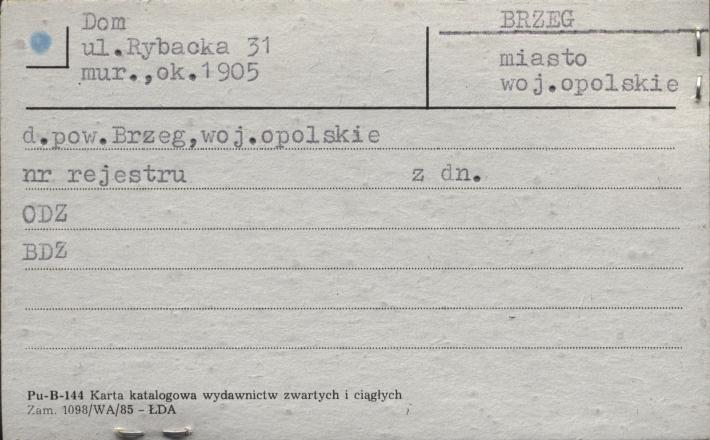 Dom
ul.Rybacka 31
mur.,ok.1905
BRZEG
miasto
woj.opolskie
d.pow.Brzeg,woj.opolskie
nr rejestru z dn.
ODZ
BDZ
Pu-B-144 Karta katalogowa wydawnictw zwartych i ciągłych
Zam. 1098/WA/85 - ŁDA